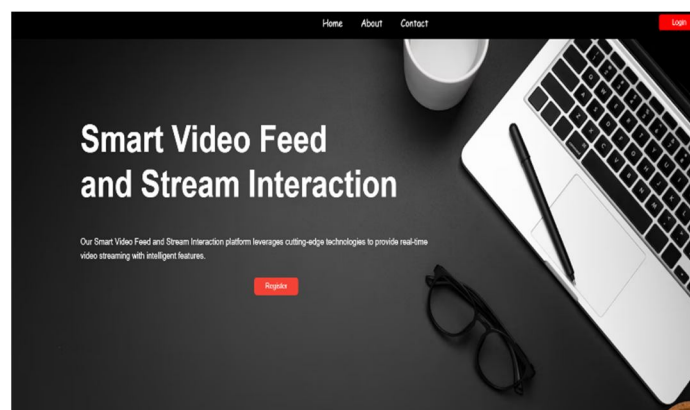 Home About Contact Login
Smart Video Feed
and Stream Interaction
Our Smart Video Feed and Stream Interaction platform leverages cutting-edge technologies to provide real-time
video streaming with intelligent features.
Register